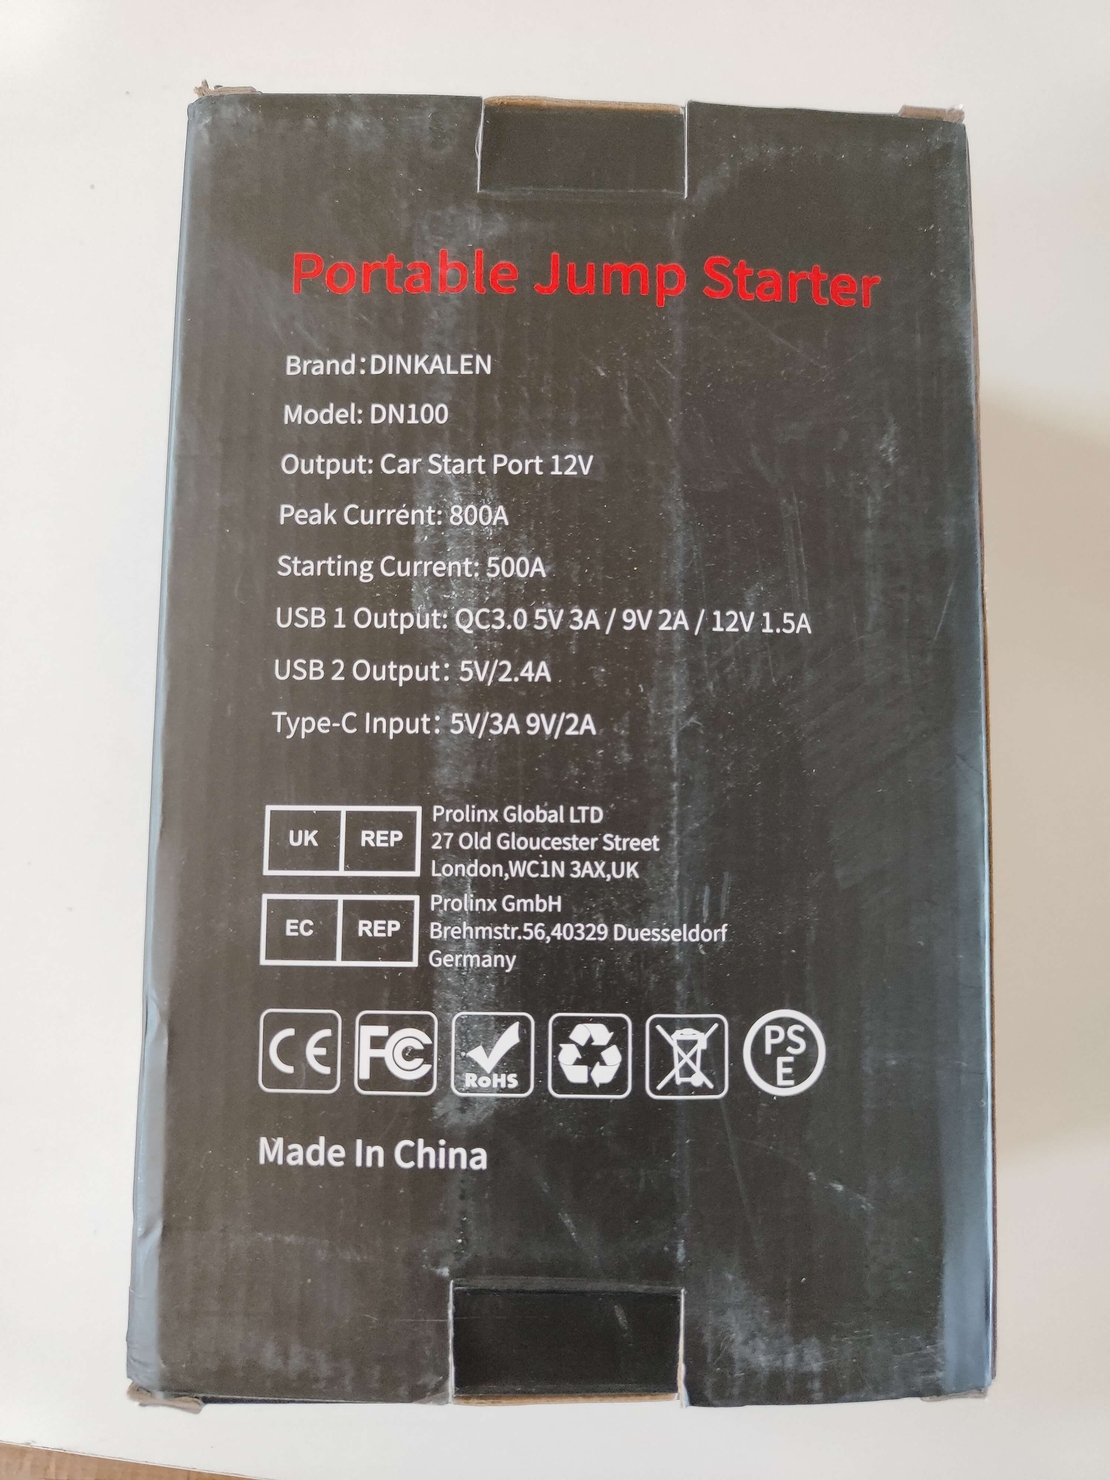 Portable Jump Starter
Brand:DINKALEN
Model: DN100
Output: Car Start Port 12V
Peak Current: 800A
Starting Current: 500A
USB 1 Output: QC3.0 5V 3A / 9V 2A / 12V 1.5A
USB 2 Output: 5V/2.4A
Type-C Input: 5V/3A 9V/2A
UK REP
Prolinx Global LTD
27 Old Gloucester Street
London,WC1N 3AX,UK
EC REP
Prolinx GmbH
Brehmstr.56,40329 Duesseldorf
Germany
CE FC RoHS PSE
Made In China